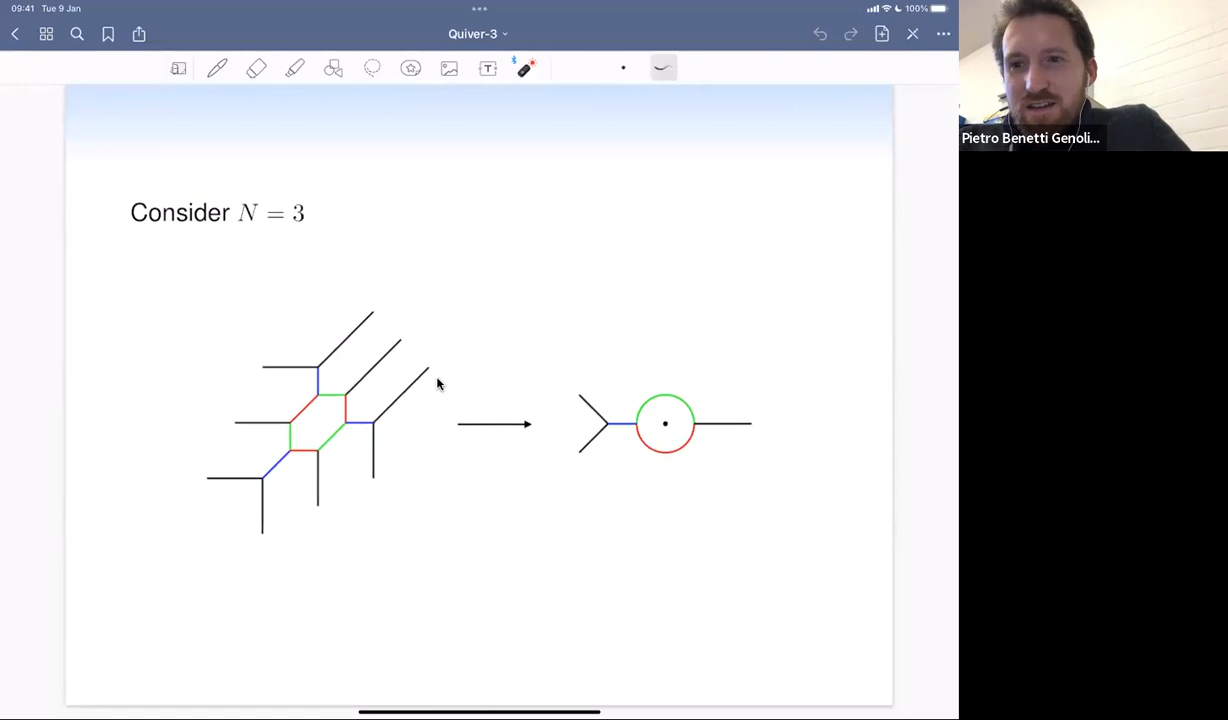 09:41 Tue 9 Jan
100%
Quiver-3
T
Pietro Benetti Genoli...
Consider N = 3